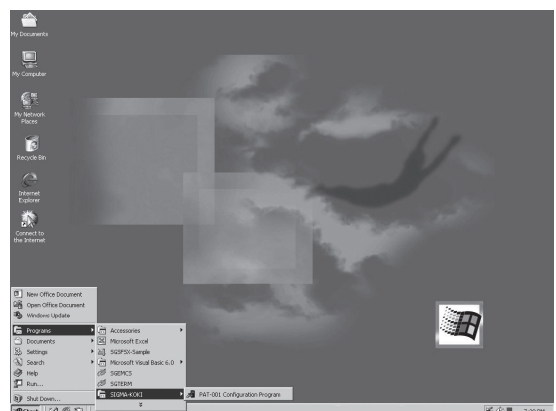 My Documents
My Computer
My Network
Places
Recycle Bin
Internet
Explorer
Connect to
the Internet
New Office Document
Open Office Document
Windows Update
Programs
Documents
Settings
Search
Help
Run...
Shut Down...
Accessories
Microsoft Excel
SGSFSX-Sample
Microsoft Visual Basic 6.0
SGEMCS
SGTERM
SIGMA-KOKI
PAT-001 Configuration Program
Start